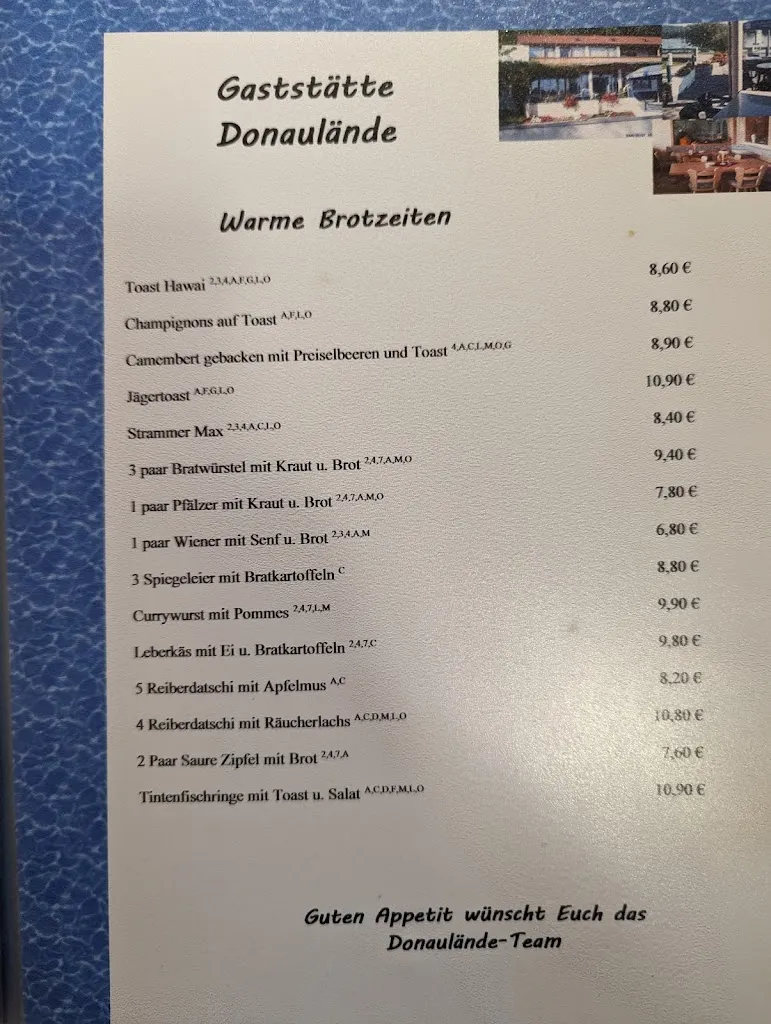 Gaststätte
Donaulände
Warme Brotzeiten
Toast Hawai 2,3,4,A,F,G,L,O 8,60 €
Champignons auf Toast A,F,L,O 8,80 €
Camembert gebacken mit Preiselbeeren und Toast 4,A,C,L,M,O,G 8,90 €
Jägertoast A,F,G,L,O 10,90 €
Strammer Max 2,3,4,A,C,L,O 8,40 €
3 paar Bratwürstel mit Kraut u. Brot 2,4,7,A,M,O 9,40 €
1 paar Pfälzer mit Kraut u. Brot 2,4,7,A,M,O 7,80 €
1 paar Wiener mit Senf u. Brot 2,3,4,A,M 6,80 €
3 Spiegeleier mit Bratkartoffeln C 8,80 €
Currywurst mit Pommes 2,4,7,L,M 9,90 €
Leberkäs mit Ei u. Bratkartoffeln 2,4,7,C 9,80 €
5 Reiberdatschi mit Apfelmus A,C 8,20 €
4 Reiberdatschi mit Räucherlachs A,C,D,M,L,O 10,80 €
2 Paar Saure Zipfel mit Brot 2,4,7,A 7,60 €
Tintenfischringe mit Toast u. Salat A,C,D,F,M,L,O 10,90 €
Guten Appetit wünscht Euch das
Donaulände-Team